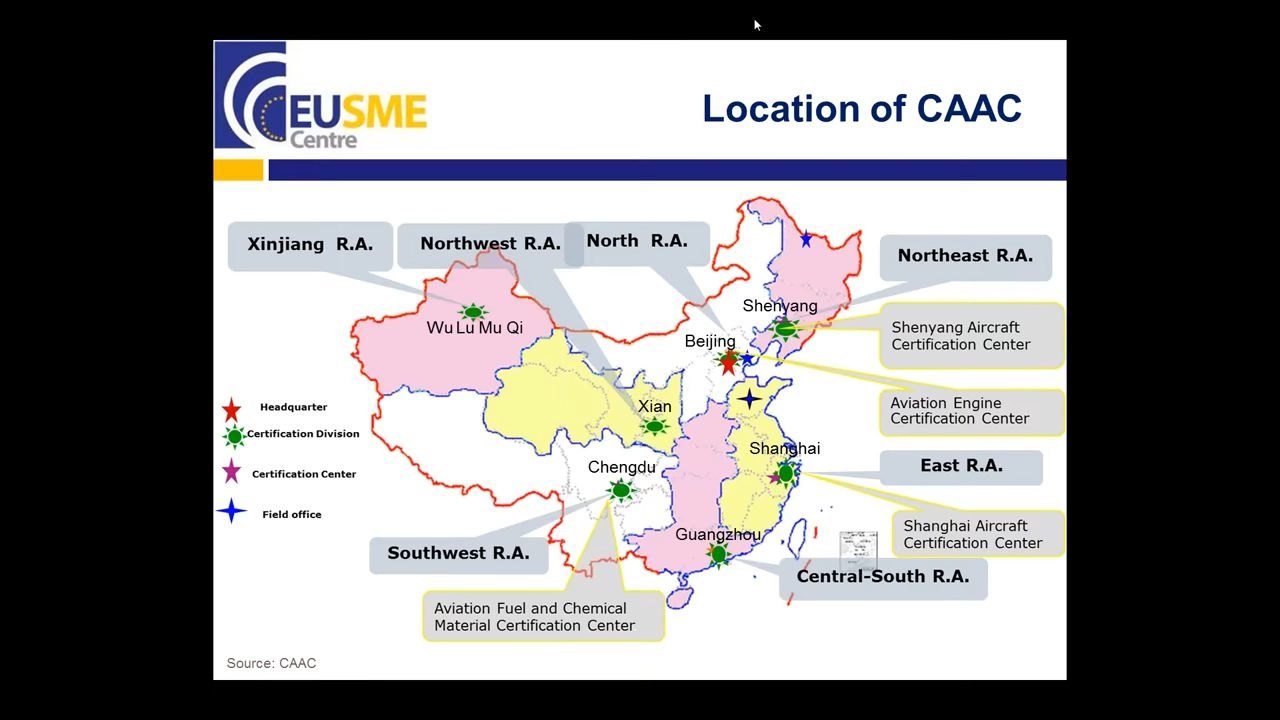 EUSME
Centre
Location of CAAC
Xinjiang R.A.
Northwest R.A.
North R.A.
Northeast R.A.
Shenyang
Shenyang Aircraft
Certification Center
Wu Lu Mu Qi
Beijing
Aviation Engine
Certification Center
Headquarter
Certification Division
Certification Center
Field office
Xian
Shanghai
Chengdu
East R.A.
Shanghai Aircraft
Certification Center
Guangzhou
Southwest R.A.
Central-South R.A.
Aviation Fuel and Chemical
Material Certification Center
Source: CAAC